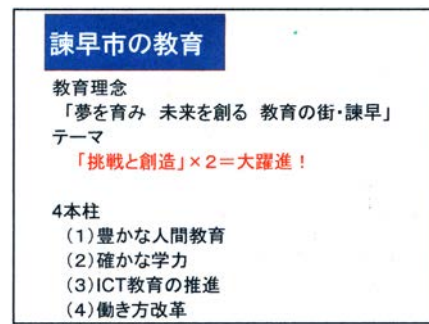 諫早市の教育
教育理念
「夢を育み 未来を創る 教育の街・諫早」
テーマ
「挑戦と創造」×2=大躍進！
4本柱
(1)豊かな人間教育
(2)確かな学力
(3)ICT教育の推進
(4)働き方改革